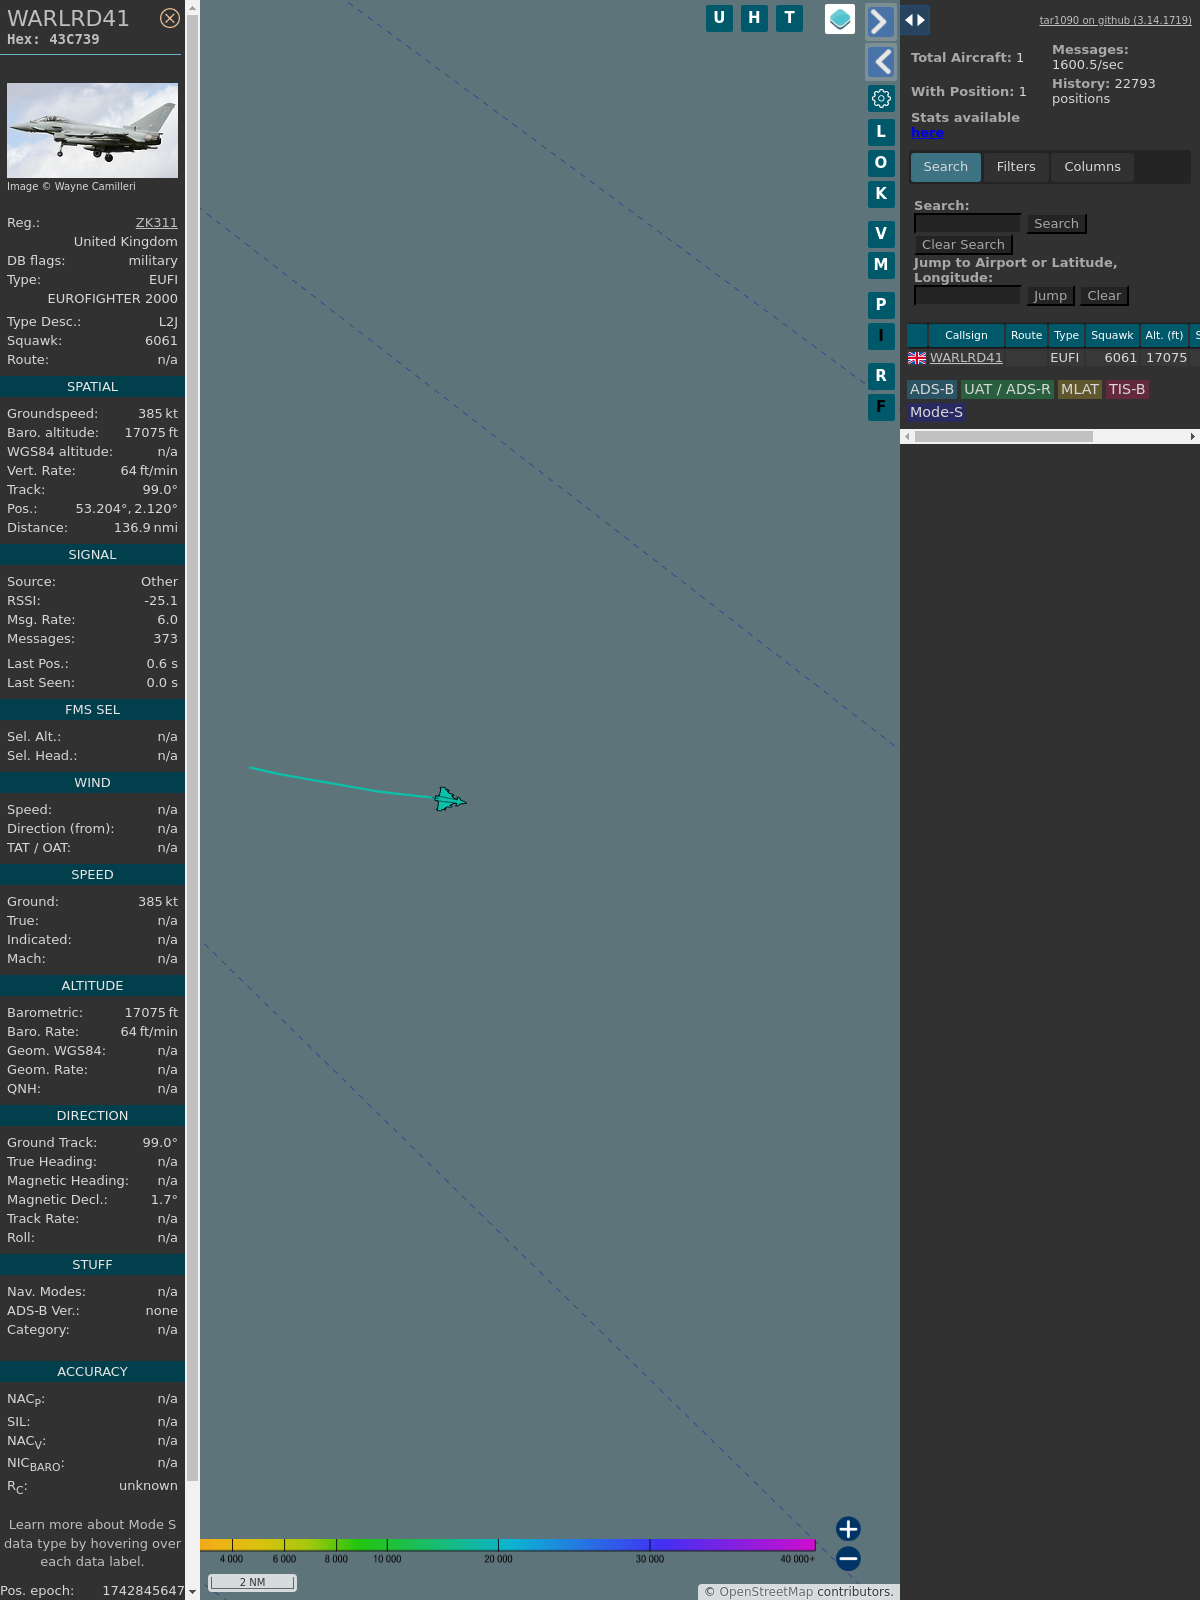 WARLRD41
Hex: 43C739
Image © Wayne Camilleri
Reg.: ZK311
United Kingdom
DB flags: military
Type: EUFI
EUROFIGHTER 2000
Type Desc.: L2J
Squawk: 6061
Route: n/a
SPATIAL
Groundspeed: 385 kt
Baro. altitude: 17075 ft
WGS84 altitude: n/a
Vert. Rate: 64 ft/min
Track: 99.0°
Pos.: 53.204°, 2.120°
Distance: 136.9 nmi
SIGNAL
Source: Other
RSSI: -25.1
Msg. Rate: 6.0
Messages: 373
Last Pos.: 0.6 s
Last Seen: 0.0 s
FMS SEL
Sel. Alt.: n/a
Sel. Head.: n/a
WIND
Speed: n/a
Direction (from): n/a
TAT / OAT: n/a
SPEED
Ground: 385 kt
True: n/a
Indicated: n/a
Mach: n/a
ALTITUDE
Barometric: 17075 ft
Baro. Rate: 64 ft/min
Geom. WGS84: n/a
Geom. Rate: n/a
QNH: n/a
DIRECTION
Ground Track: 99.0°
True Heading: n/a
Magnetic Heading: n/a
Magnetic Decl.: 1.7°
Track Rate: n/a
Roll: n/a
STUFF
Nav. Modes: n/a
ADS-B Ver.: none
Category: n/a
ACCURACY
NACP: n/a
SIL: n/a
NACV: n/a
NICBARO: n/a
RC: unknown
Learn more about Mode S
data type by hovering over
each data label.
Pos. epoch: 1742845647
U H T
L
O
K
V
M
P
I
R
F
4 000 6 000 8 000 10 000 20 000 30 000 40 000+
2 NM
© OpenStreetMap contributors.
tar1090 on github (3.14.1719)
Total Aircraft: 1
Messages:
1600.5/sec
With Position: 1
History: 22793
positions
Stats available
here
Search Filters Columns
Search:
Search
Clear Search
Jump to Airport or Latitude,
Longitude:
Jump Clear
Callsign Route Type Squawk Alt. (ft) S
WARLRD41 EUFI 6061 17075
ADS-B UAT / ADS-R MLAT TIS-B
Mode-S